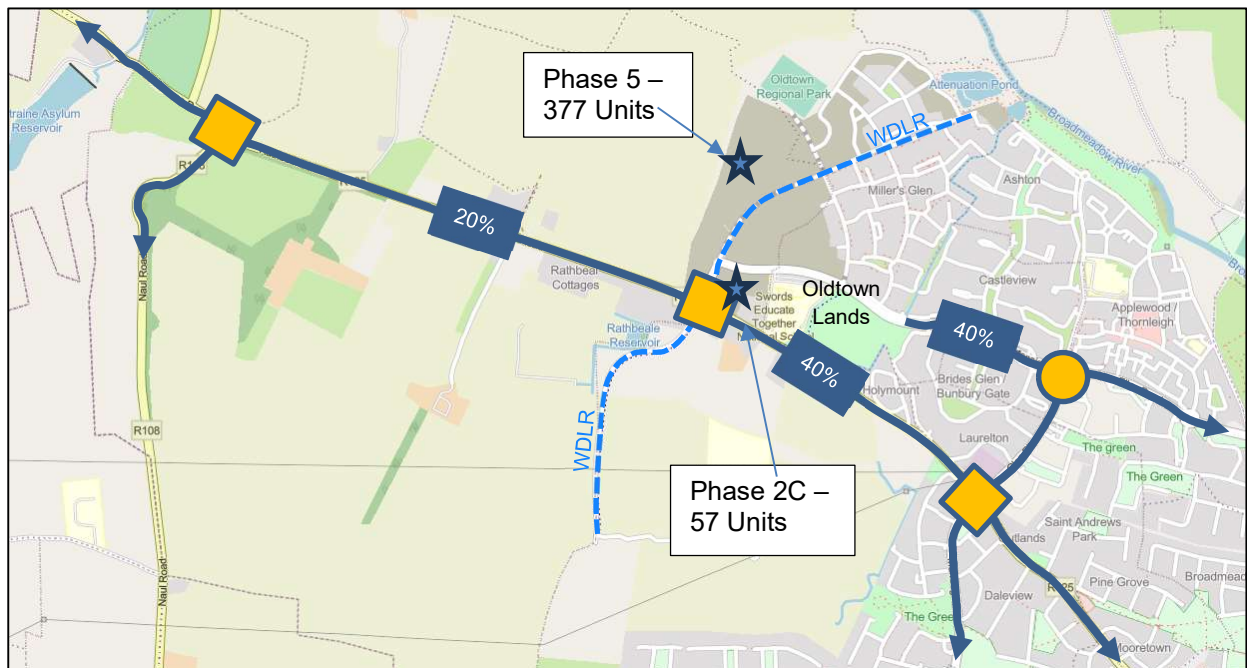 Phase 5 –
377 Units
Oldtown
Regional Park
Attenuation Pond
Broadmeadow River
WDLR
Ashton
Miller's Glen
Asylum
Reservoir
20%
Castleview
Rathbeal
Cottages
Oldtown
Lands
Swords
Educate
Together
Applewood /
Thornleigh
Naul Road
40%
Rathbeale
Reservoir
40%
Holymount
Brides Glen /
Bunbury Gate
R108
Laurelton
The green
The Green
WDLR
Phase 2C –
57 Units
Saint Andrews
Park
Naul Road
Daleview
Pine Grove
The Green